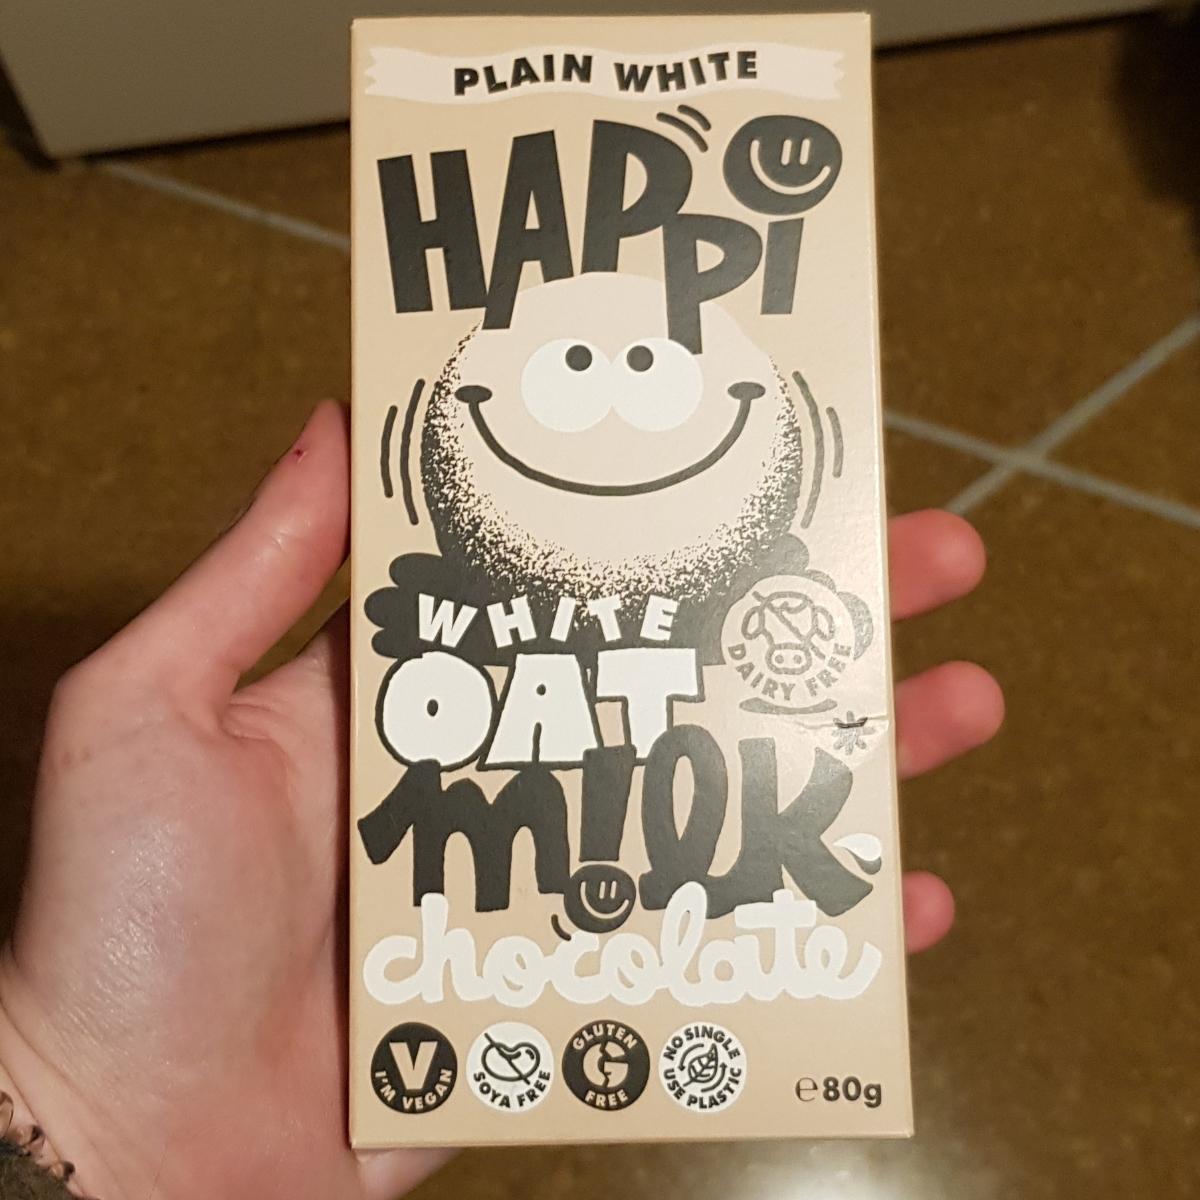 PLAIN WHITE
HAPPI
WHITE
OAT
DAIRY FREE
m!lk*
chocolate
V
I'M VEGAN
SOYA FREE
GLUTEN
G
FREE
NO SINGLE
USE PLASTIC
℮80g